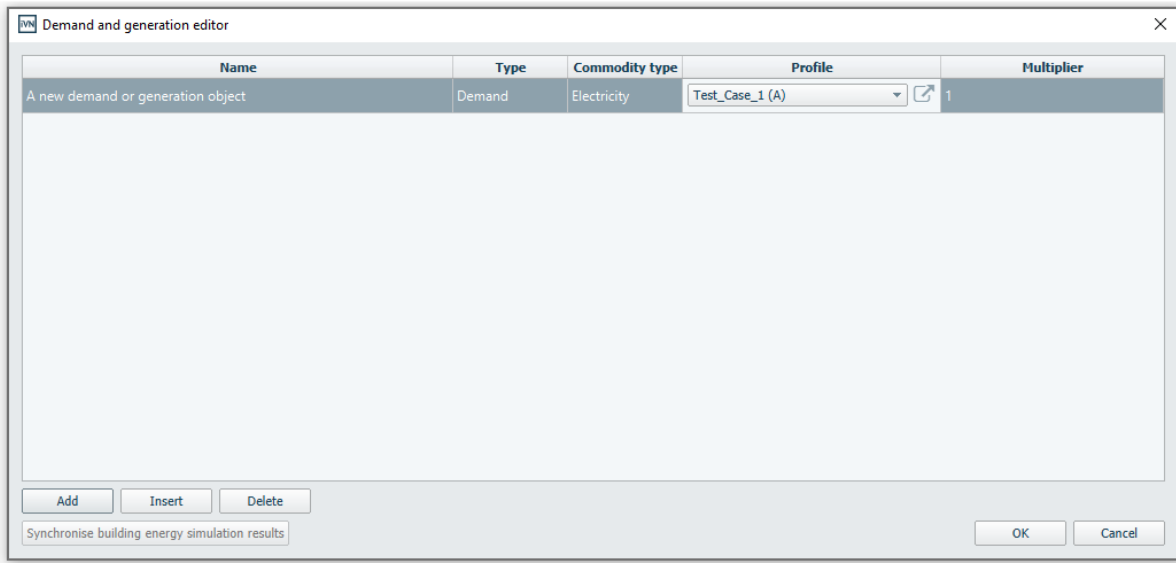 iVN Demand and generation editor
Name Type Commodity type Profile Multiplier
A new demand or generation object Demand Electricity Test_Case_1 (A) 1
Add Insert Delete
Synchronise building energy simulation results OK Cancel